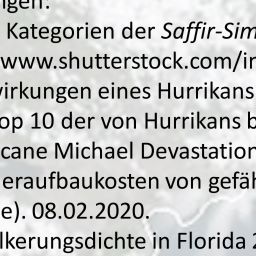 ngen.
Kategorien der Saffir-Sim
www.shutterstock.com/in
wirkungen eines Hurrikans
op 10 der von Hurrikans b
cane Michael Devastation
eraufbaukosten von gefäh
e). 08.02.2020.
lkerungsdichte in Florida 2